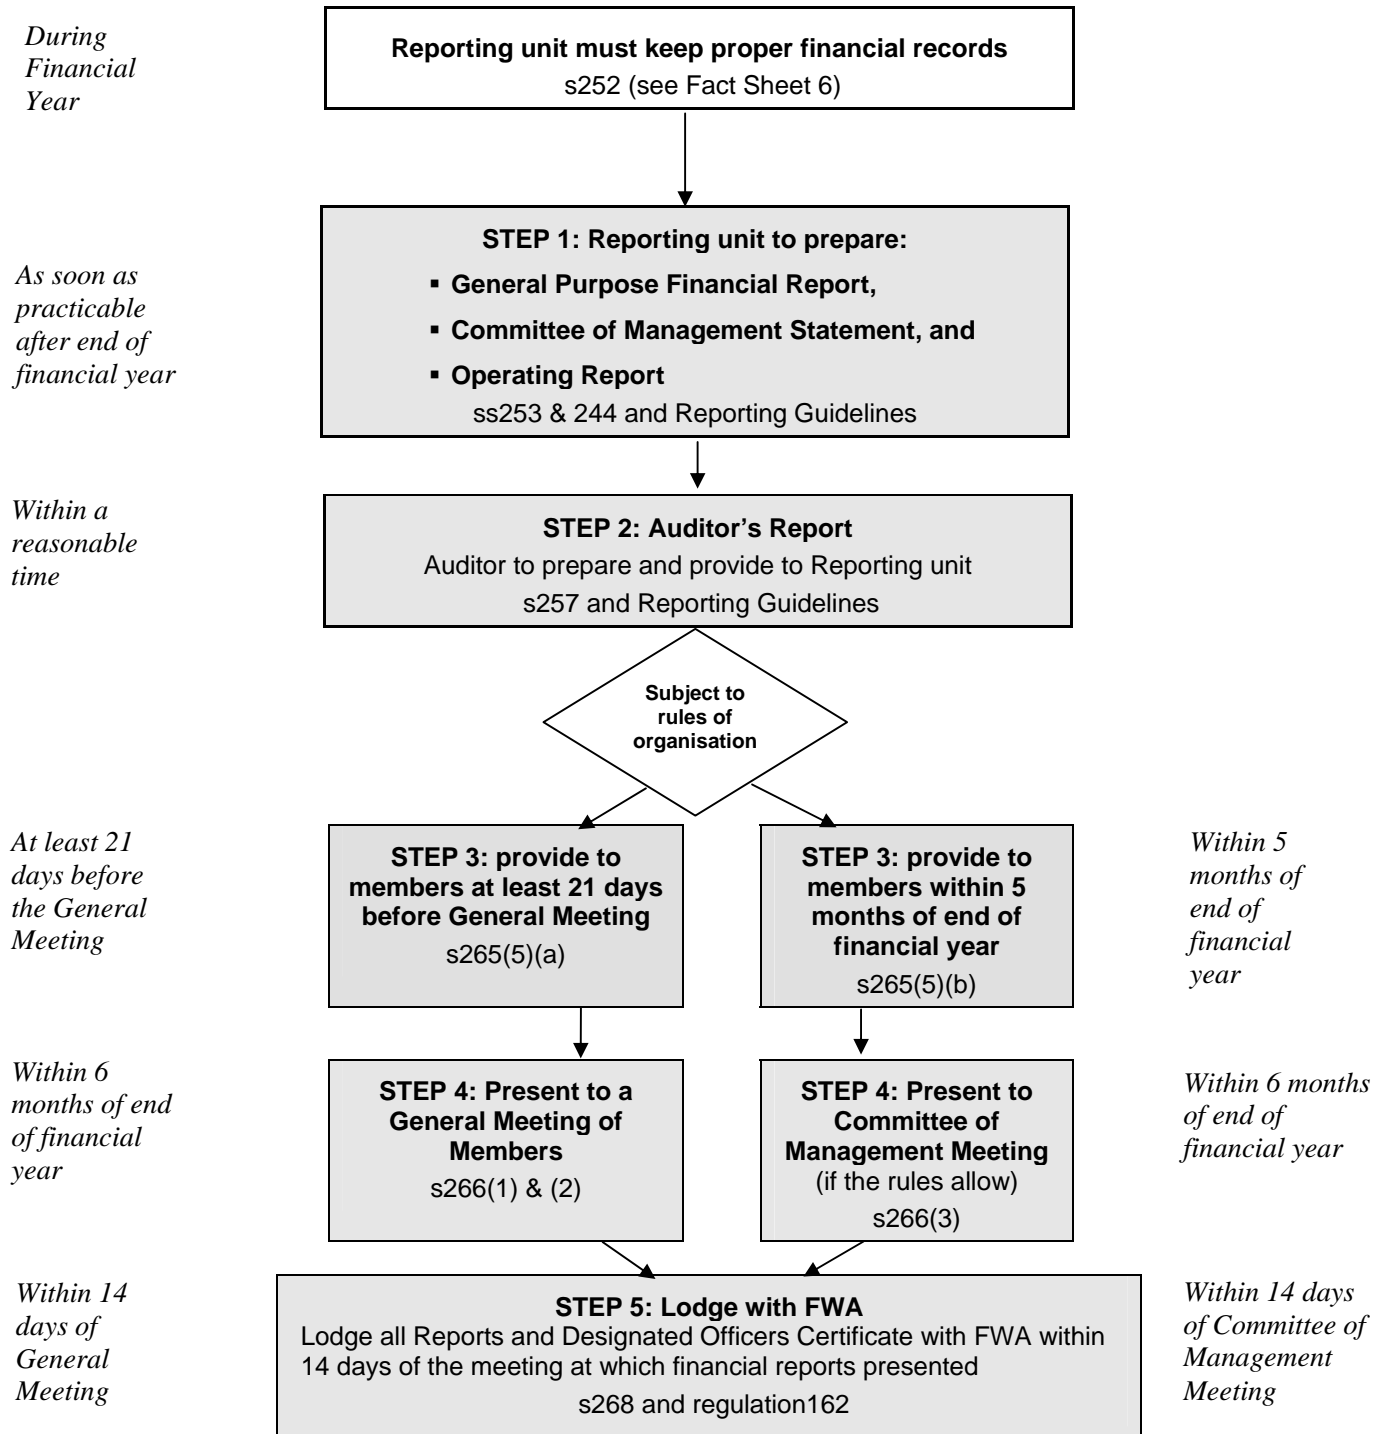 During
Financial
Year
Reporting unit must keep proper financial records
s252 (see Fact Sheet 6)
As soon as
practicable
after end of
financial year
STEP 1: Reporting unit to prepare:
▪ General Purpose Financial Report,
▪ Committee of Management Statement, and
▪ Operating Report
ss253 & 244 and Reporting Guidelines
Within a
reasonable
time
STEP 2: Auditor’s Report
Auditor to prepare and provide to Reporting unit
s257 and Reporting Guidelines
Subject to
rules of
organisation
At least 21
days before
the General
Meeting
STEP 3: provide to
members at least 21 days
before General Meeting
s265(5)(a)
STEP 3: provide to
members within 5
months of end of
financial year
s265(5)(b)
Within 5
months of
end of
financial
year
Within 6
months of end
of financial
year
STEP 4: Present to a
General Meeting of
Members
s266(1) & (2)
STEP 4: Present to
Committee of
Management Meeting
(if the rules allow)
s266(3)
Within 6 months
of end of
financial year
Within 14
days of
General
Meeting
STEP 5: Lodge with FWA
Lodge all Reports and Designated Officers Certificate with FWA within
14 days of the meeting at which financial reports presented
s268 and regulation162
Within 14 days
of Committee of
Management
Meeting